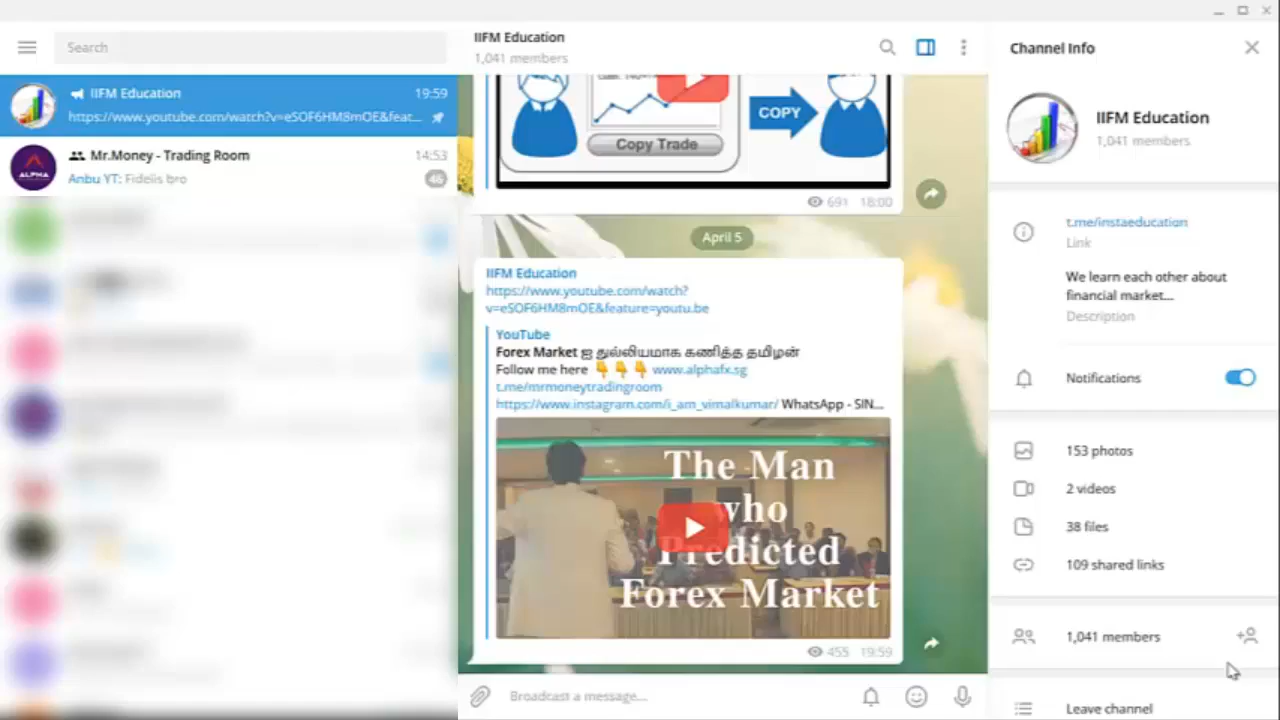 Search
IIFM Education
19:59
https://www.youtube.com/watch?v=eSOF6HM8mOE&feat...
Mr.Money - Trading Room
14:53
Anbu YT: Fidelis bro
46
ALPHA
IIFM Education
1,041 members
COPY
Copy Trade
691 18:00
April 5
IIFM Education
https://www.youtube.com/watch?
v=eSOF6HM8mOE&feature=youtu.be
YouTube
Forex Market ஐ துல்லியமாக கணித்த தமிழன்
Follow me here 👇👇👇 www.alphafx.sg
t.me/mrmoneytradingroom
https://www.instagram.com/i_am_vimalkumar/ WhatsApp - SIN...
The Man
who
Predicted
Forex Market
455 19:59
Broadcast a message...
Channel Info
IIFM Education
1,041 members
t.me/instaeducation
Link
We learn each other about
financial market...
Description
Notifications
153 photos
2 videos
38 files
109 shared links
1,041 members
Leave channel